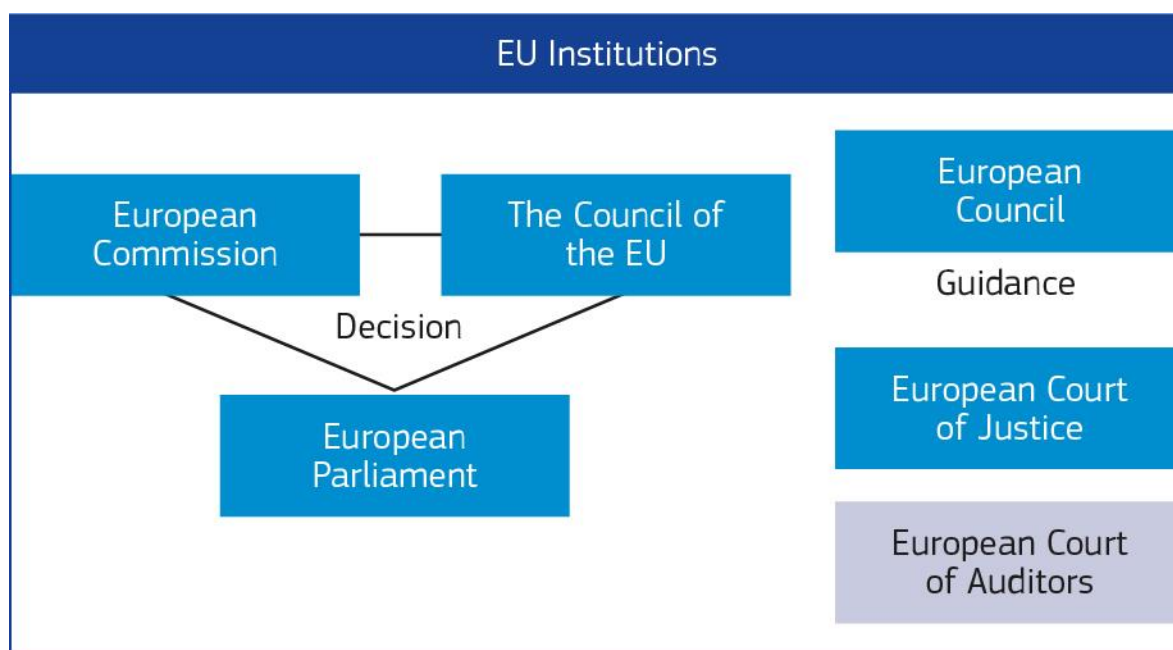 EU Institutions
European
Commission
The Council of
the EU
Decision
European
Parliament
European
Council
Guidance
European Court
of Justice
European Court
of Auditors